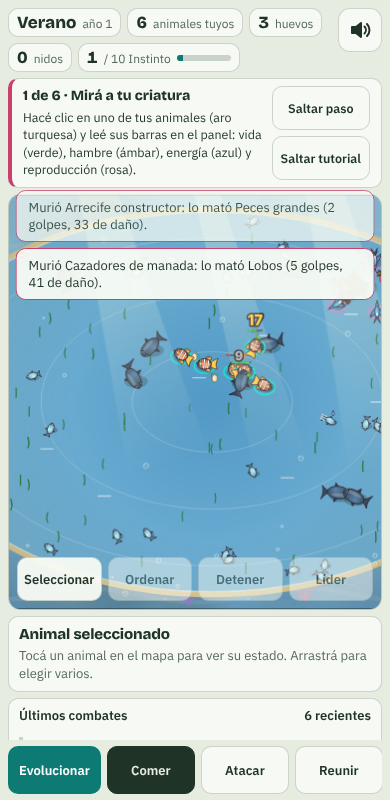 Verano año 1
6 animales tuyos
3 huevos
0 nidos
1 / 10 Instinto
1 de 6 · Mirá a tu criatura
Hacé clic en uno de tus animales (aro
turquesa) y leé sus barras en el panel: vida
(verde), hambre (ámbar), energía (azul) y
reproducción (rosa).
Saltar paso
Saltar tutorial
Murió Arrecife constructor: lo mató Peces grandes (2
golpes, 33 de daño).
Murió Cazadores de manada: lo mató Lobos (5 golpes,
41 de daño).
17
9
Seleccionar
Ordenar
Detener
Líder
Animal seleccionado
Tocá un animal en el mapa para ver su estado. Arrastrá para
elegir varios.
Últimos combates
6 recientes
Evolucionar
Comer
Atacar
Reunir